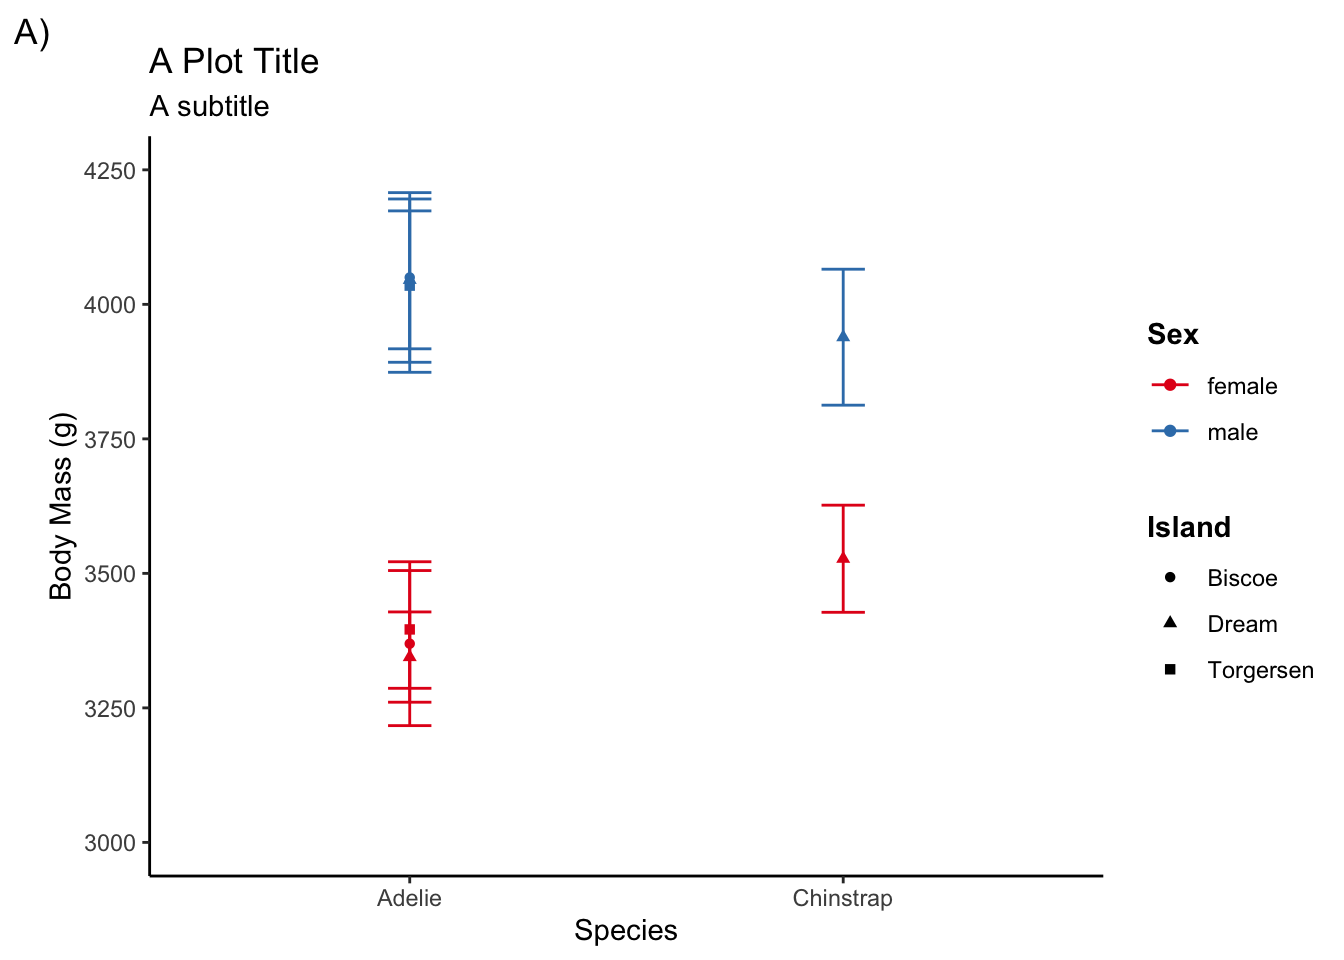 A)
A Plot Title
A subtitle
4250
4000
3750
3500
3250
3000
Body Mass (g)
Adelie
Chinstrap
Species
Sex
female
male
Island
Biscoe
Dream
Torgersen